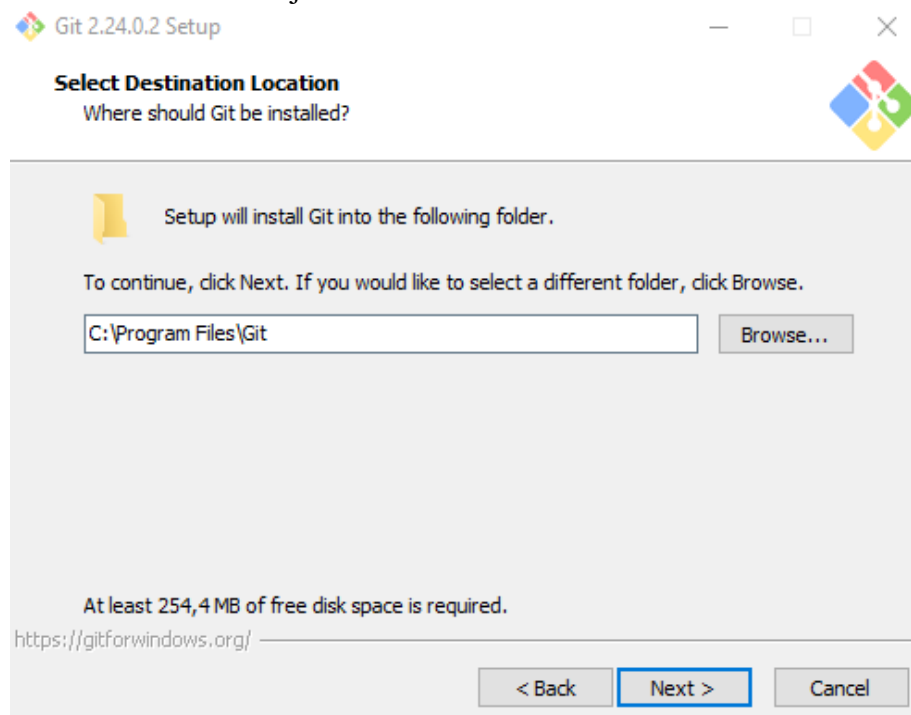 Git 2.24.0.2 Setup
Select Destination Location
Where should Git be installed?
Setup will install Git into the following folder.
To continue, click Next. If you would like to select a different folder, click Browse.
C:\Program Files\Git
Browse...
At least 254,4 MB of free disk space is required.
https://gitforwindows.org/
< Back
Next >
Cancel